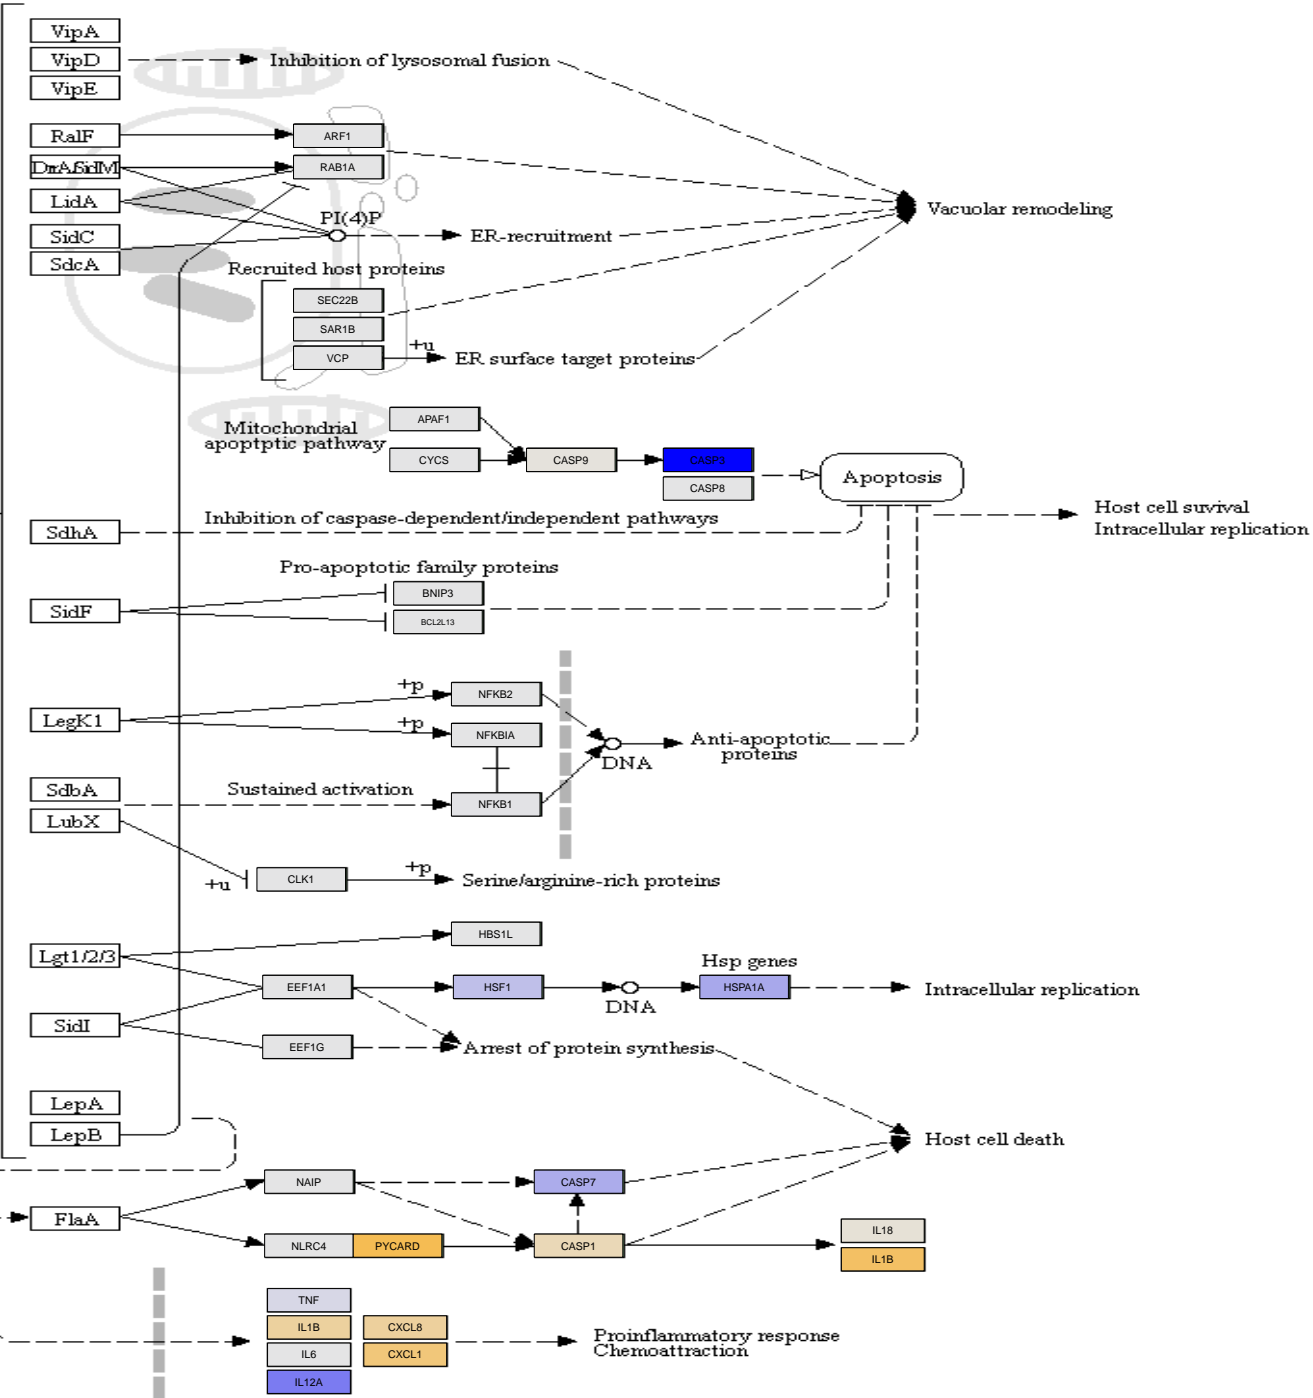 VipA
VipD
Inhibition of lysosomal fusion
VipE
RalF
ARF1
DrrA/SidM
RAB1A
LidA
Vacuolar remodeling
PI(4)P
SidC
ER-recruitment
SdcA
Recruited host proteins
SEC22B
SAR1B
+u
VCP
ER surface target proteins
APAF1
Mitochondrial
apoptptic pathway
CYCS
CASP9
CASP3
Apoptosis
CASP8
Host cell suvival
Inhibition of caspase-dependent/independent pathways
Intracellular replication
SdhA
Pro-apoptotic family proteins
BNIP3
SidF
BCL2L13
+p
NFKB2
LegK1
+p
NFKBIA
Anti-apoptotic
proteins
DNA
SdbA
Sustained activation
NFKB1
LubX
+u
CLK1
+p
Serine/arginine-rich proteins
HBS1L
Lgt1/2/3
Hsp genes
EEF1A1
HSF1
HSPA1A
Intracellular replication
DNA
SidI
EEF1G
Arrest of protein synthesis
LepA
LepB
Host cell death
NAIP
CASP7
FlaA
IL18
NLRC4
PYCARD
CASP1
IL1B
TNF
IL1B
CXCL8
Proinflammatory response
Chemoattraction
IL6
CXCL1
IL12A